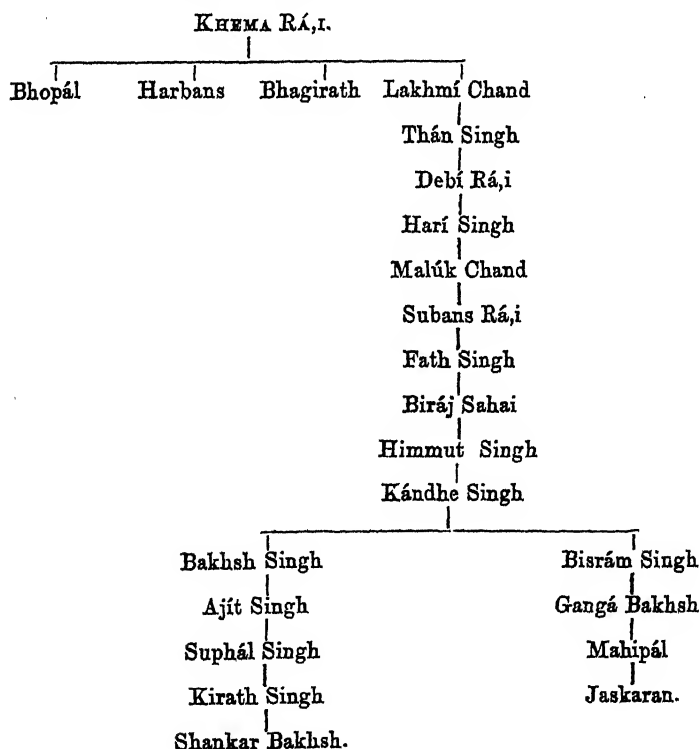 KHEMA RÁ,I.
Bhopál Harbans Bhagirath Lakhmí Chand
Thán Singh
Debí Rá,i
Harí Singh
Malúk Chand
Subans Rá,i
Fath Singh
Biráj Sahai
Himmut Singh
Kándhe Singh
Bakhsh Singh Bisrám Singh
Ajít Singh Gangá Bakhsh
Suphál Singh Mahipál
Kirath Singh Jaskaran.
Shankar Bakhsh.